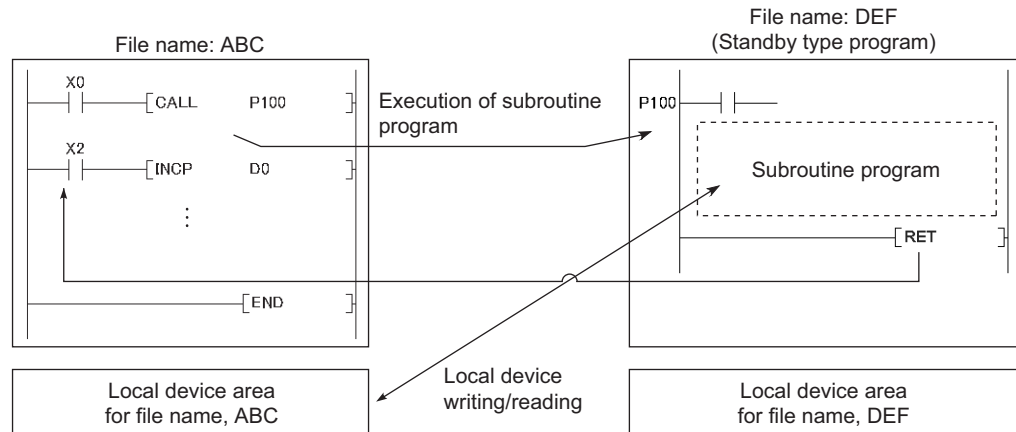 File name: ABC
X0
[CALL P100 ]
X2
[INCP D0 ]
⋮
[END ]
Local device area
for file name, ABC
Execution of subroutine
program
Local device
writing/reading
File name: DEF
(Standby type program)
P100
Subroutine program
[RET ]
Local device area
for file name, DEF